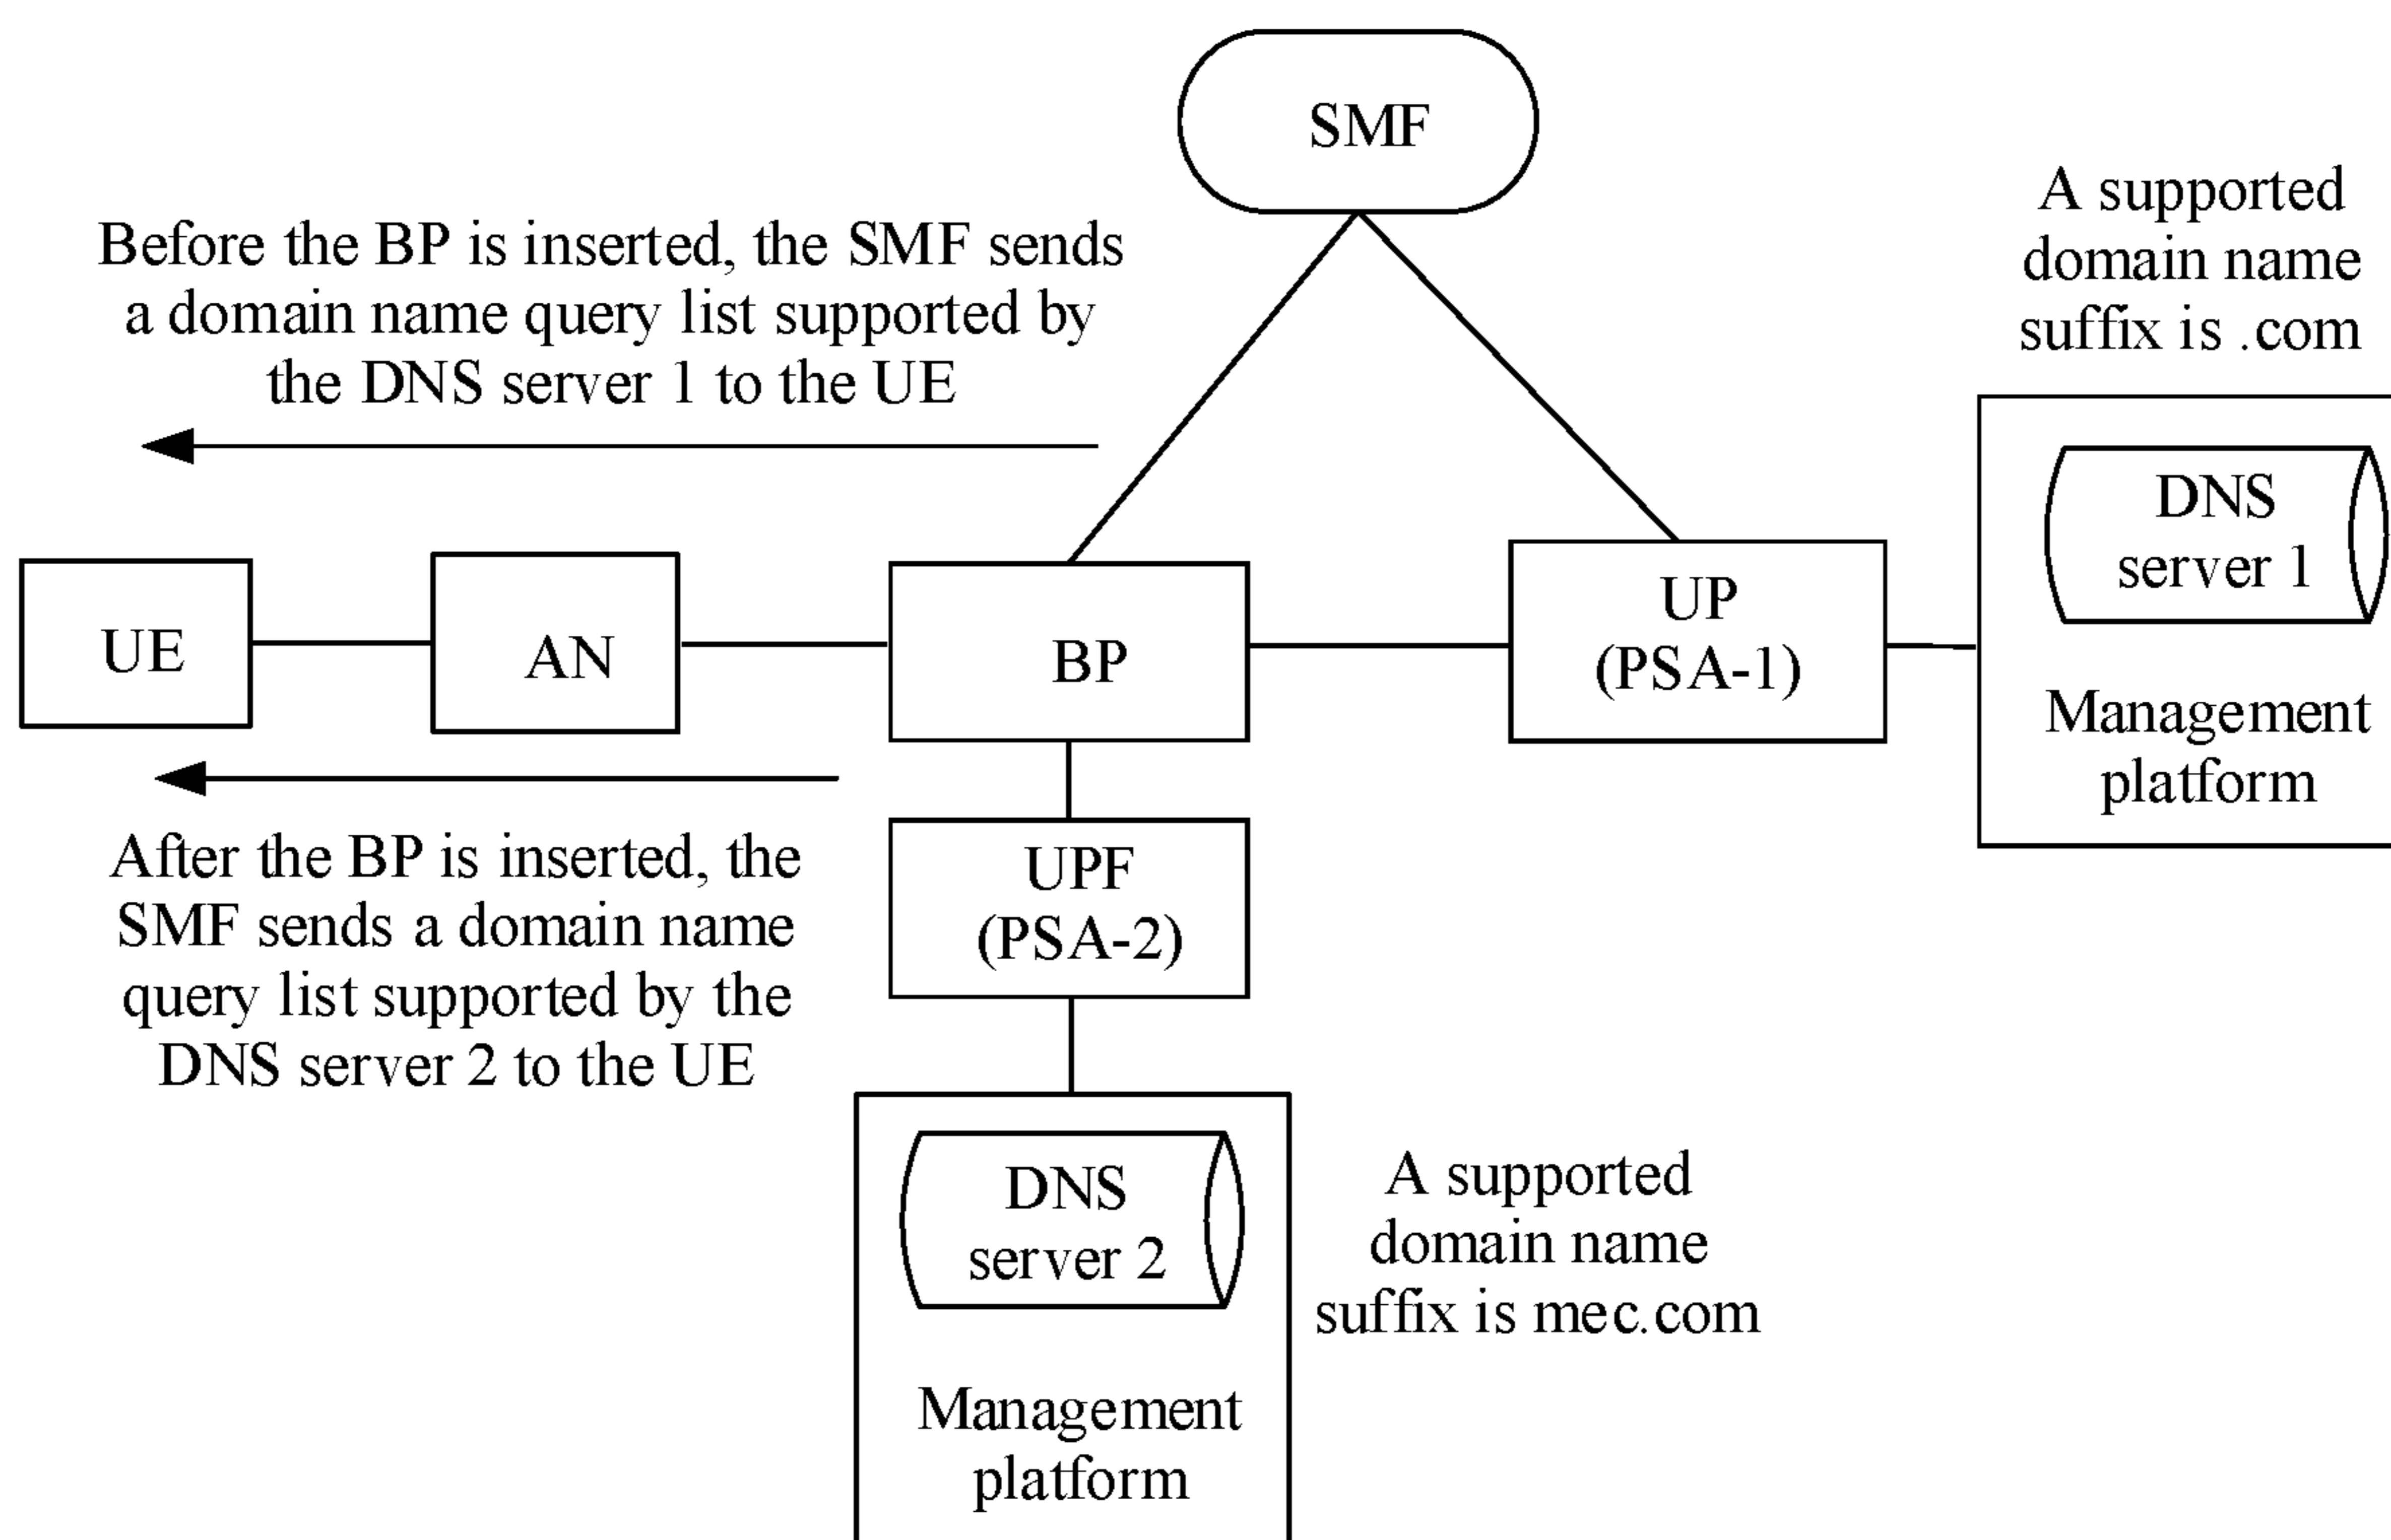 SMF
A supported
domain name
suffix is .com
Before the BP is inserted, the SMF sends
a domain name query list supported by
the DNS server 1 to the UE
DNS
server 1
Management
platform
UE
AN
BP
UP
(PSA-1)
After the BP is inserted, the
SMF sends a domain name
query list supported by the
DNS server 2 to the UE
UPF
(PSA-2)
DNS
server 2
Management
platform
A supported
domain name
suffix is mec.com